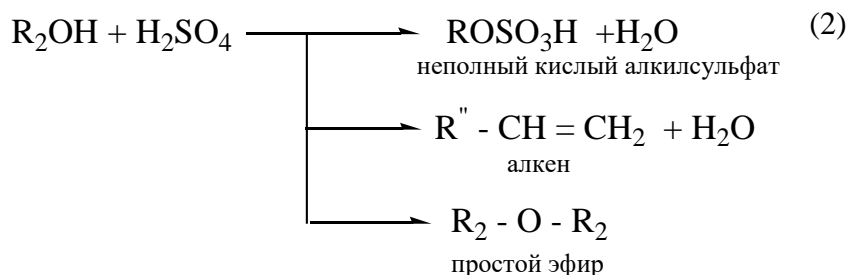 R₂OH + H₂SO₄ → ROSO₃H +H₂O (2)
неполный кислый алкилсульфат
R" - CH = CH₂ + H₂O
алкен
R₂ - O - R₂
простой эфир